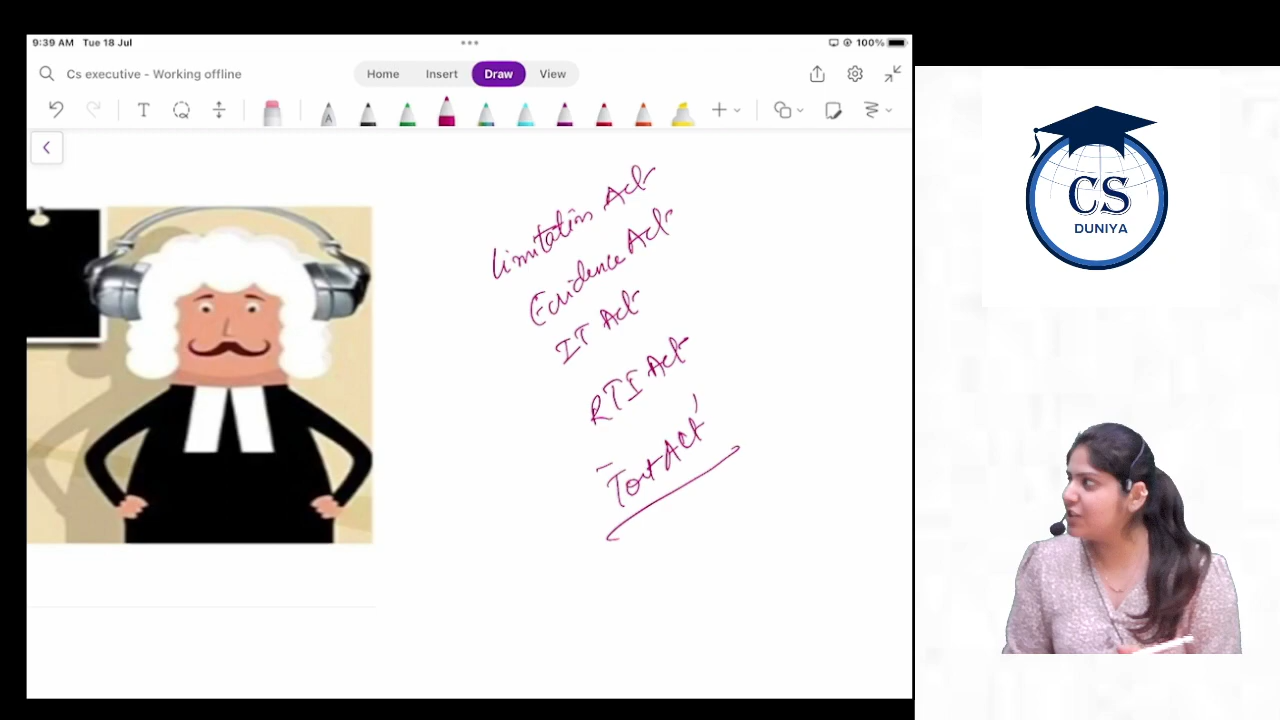 9:39 AM Tue 18 Jul
100%
Cs executive - Working offline
Home Insert Draw View
T
A
Limitation Act
Evidence Act
IT Act
RTI Act
Tort Act
CS
DUNIYA